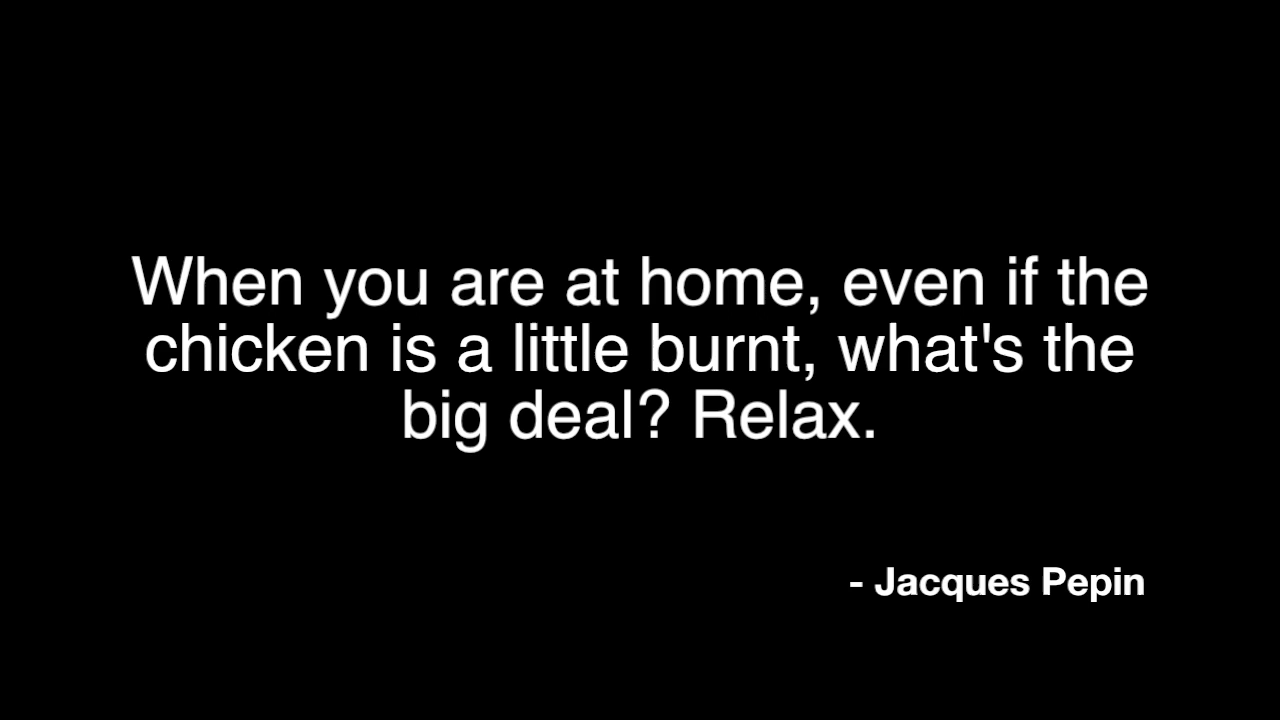 When you are at home, even if the
chicken is a little burnt, what's the
big deal? Relax.
- Jacques Pepin